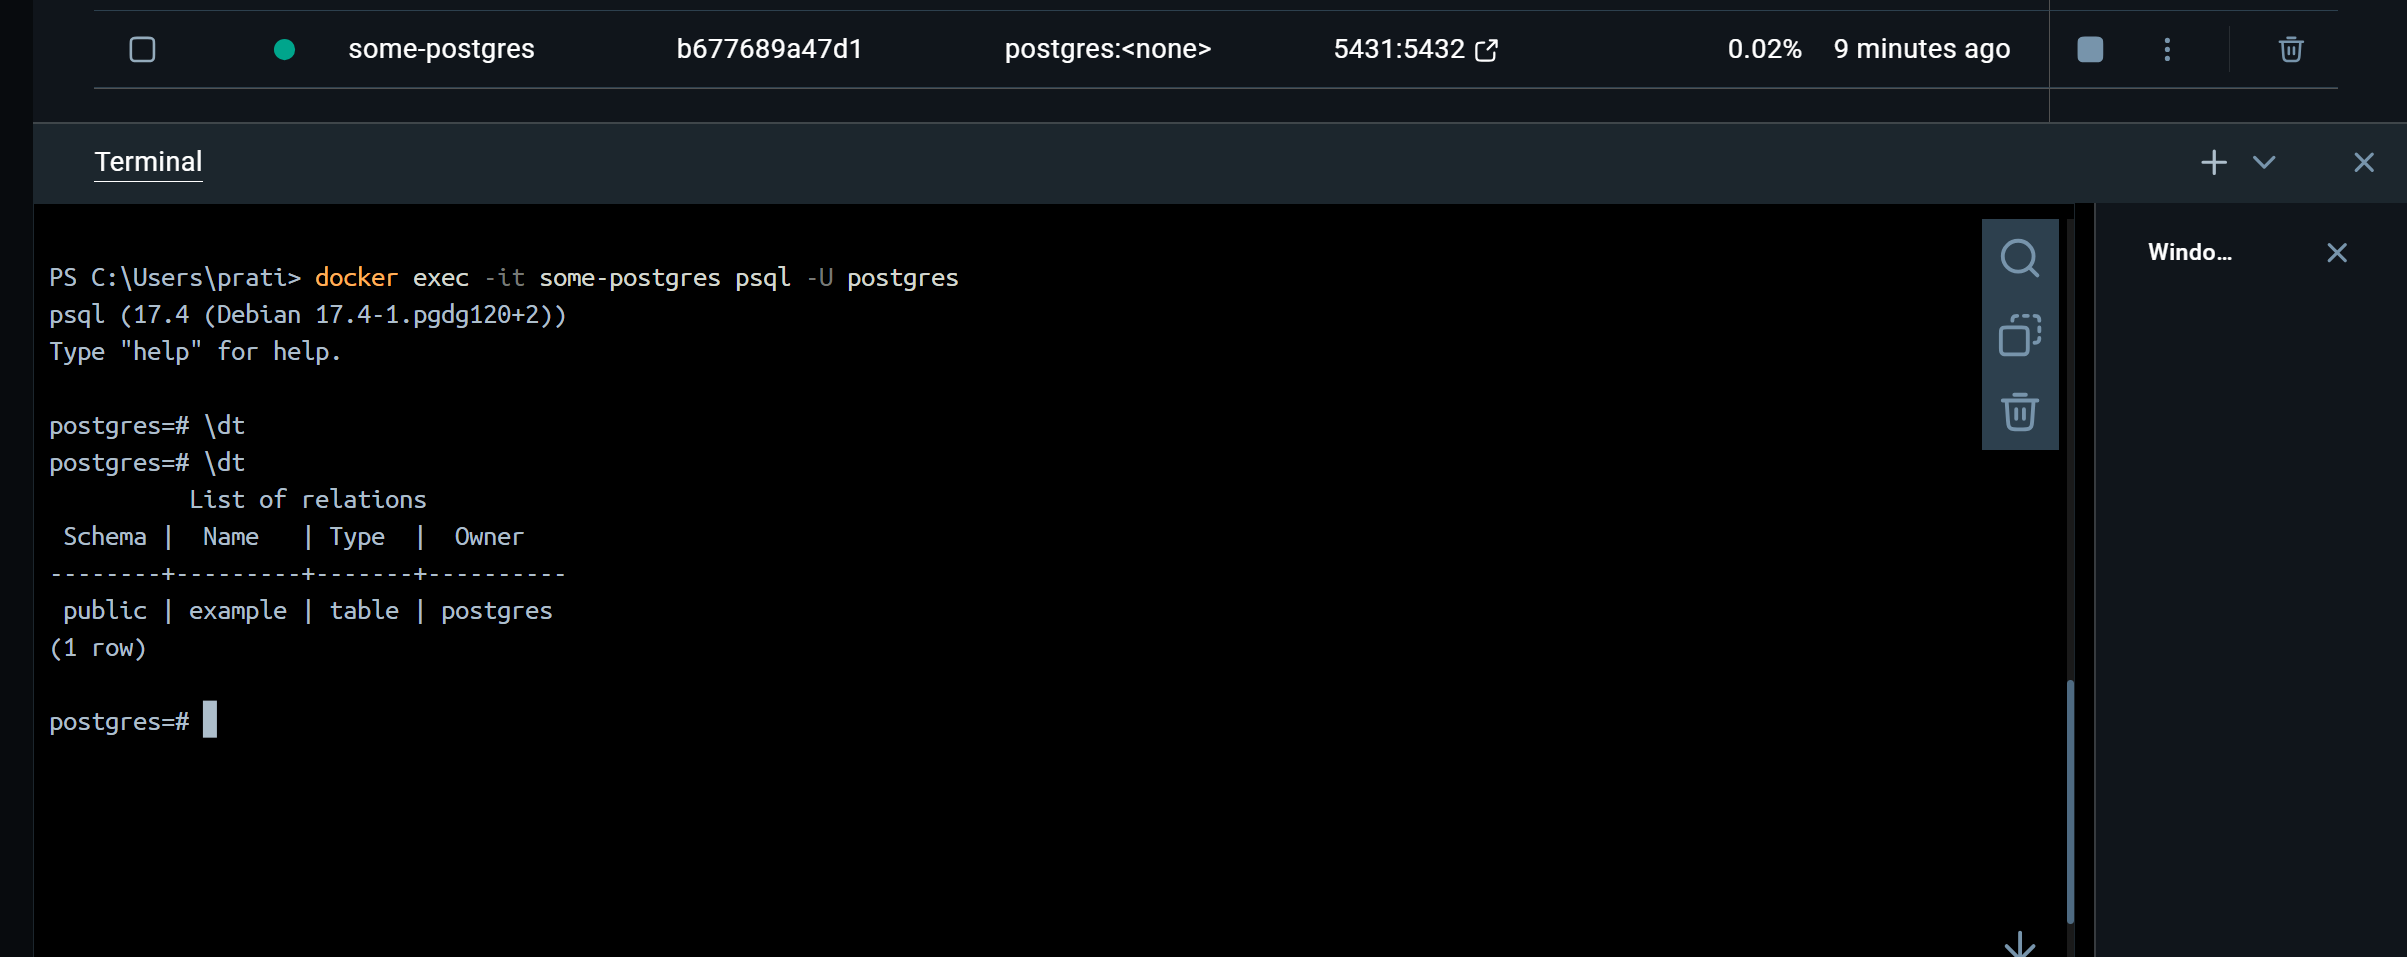 some-postgres b677689a47d1 postgres:<none> 5431:5432 0.02% 9 minutes ago
Terminal
Windo...
PS C:\Users\prati> docker exec -it some-postgres psql -U postgres
psql (17.4 (Debian 17.4-1.pgdg120+2))
Type "help" for help.
postgres=# \dt
postgres=# \dt
List of relations
Schema | Name | Type | Owner
--------+---------+-------+----------
public | example | table | postgres
(1 row)
postgres=#